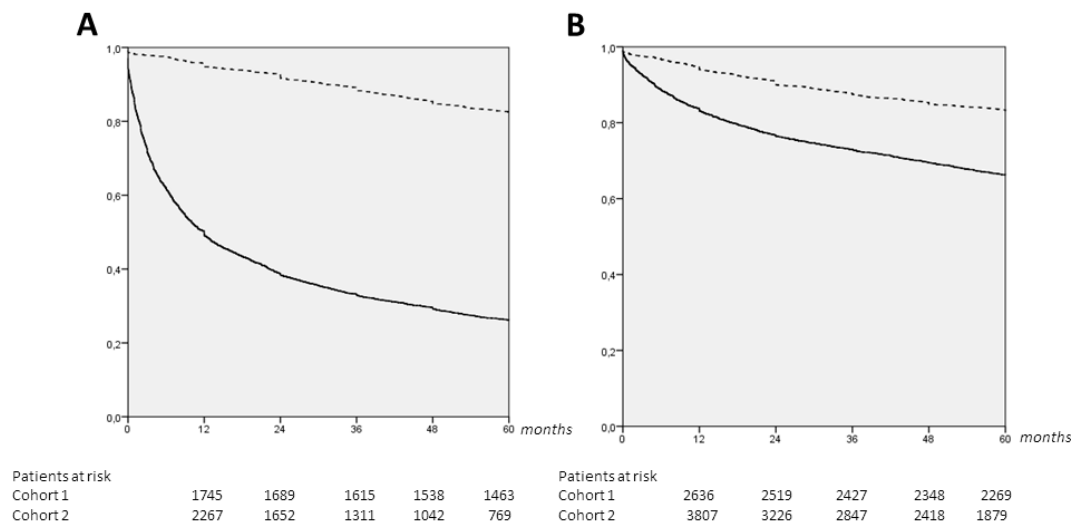 A B
1,0
0,8
0,6
0,4
0,2
0,0
0 12 24 36 48 60 months
1,0
0,8
0,6
0,4
0,2
0,0
0 12 24 36 48 60 months
Patients at risk
Cohort 1 1745 1689 1615 1538 1463
Cohort 2 2267 1652 1311 1042 769
Patients at risk
Cohort 1 2636 2519 2427 2348 2269
Cohort 2 3807 3226 2847 2418 1879